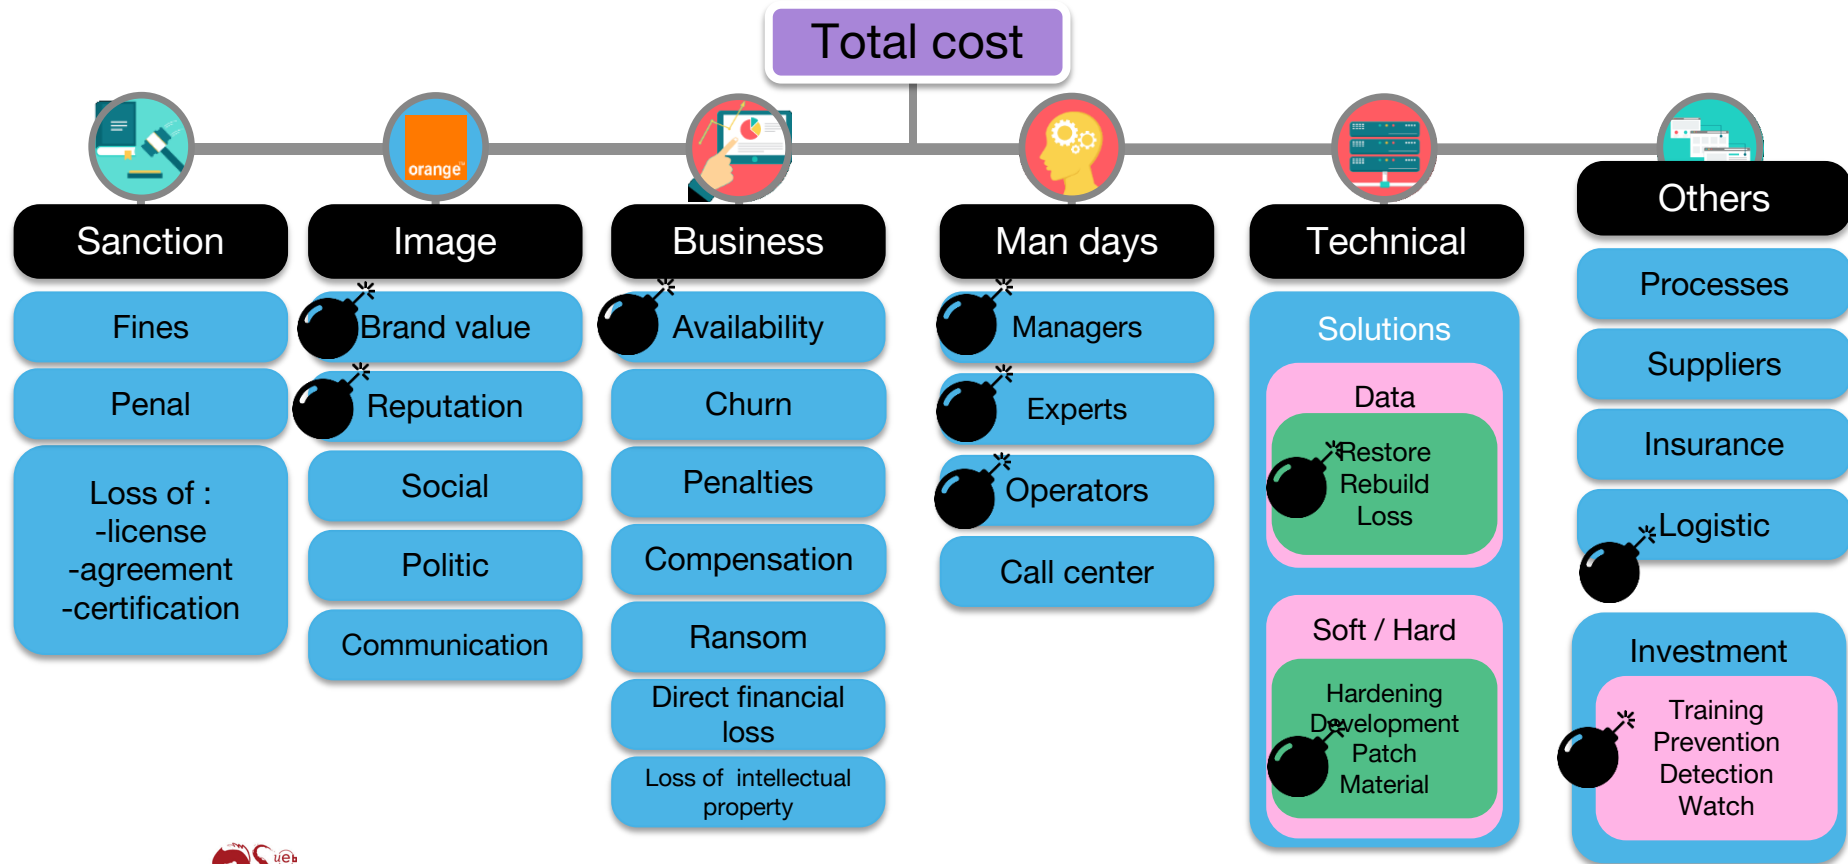 Total cost
orange™
Sanction
Fines
Penal
Loss of :
-license
-agreement
-certification
Image
Brand value
Reputation
Social
Politic
Communication
Business
Availability
Churn
Penalties
Compensation
Ransom
Direct financial
loss
Loss of intellectual
property
Man days
Managers
Experts
Operators
Call center
Technical
Solutions
Data
Restore
Rebuild
Loss
Soft / Hard
Hardening
Development
Patch
Material
Others
Processes
Suppliers
Insurance
Logistic
Investment
Training
Prevention
Detection
Watch